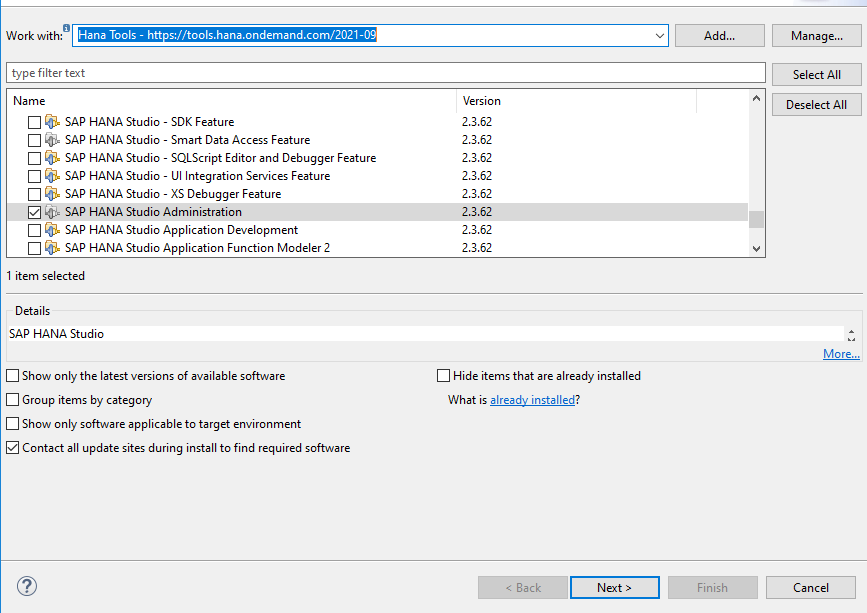 Work with: Hana Tools - https://tools.hana.ondemand.com/2021-09 Add... Manage...
type filter text Select All
Name Version Deselect All
SAP HANA Studio - SDK Feature 2.3.62
SAP HANA Studio - Smart Data Access Feature 2.3.62
SAP HANA Studio - SQLScript Editor and Debugger Feature 2.3.62
SAP HANA Studio - UI Integration Services Feature 2.3.62
SAP HANA Studio - XS Debugger Feature 2.3.62
SAP HANA Studio Administration 2.3.62
SAP HANA Studio Application Development 2.3.62
SAP HANA Studio Application Function Modeler 2 2.3.62
1 item selected
Details
SAP HANA Studio
More...
Show only the latest versions of available software Hide items that are already installed
Group items by category What is already installed?
Show only software applicable to target environment
Contact all update sites during install to find required software
? < Back Next > Finish Cancel